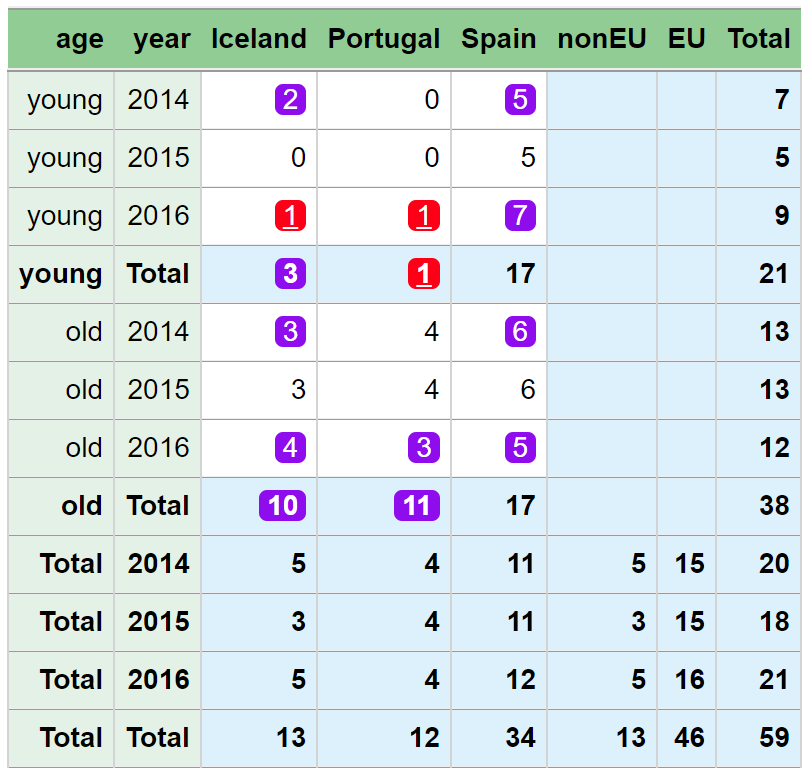 age year Iceland Portugal Spain nonEU EU Total
young 2014 2 0 5 7
young 2015 0 0 5 5
young 2016 1 1 7 9
young Total 3 1 17 21
old 2014 3 4 6 13
old 2015 3 4 6 13
old 2016 4 3 5 12
old Total 10 11 17 38
Total 2014 5 4 11 5 15 20
Total 2015 3 4 11 3 15 18
Total 2016 5 4 12 5 16 21
Total Total 13 12 34 13 46 59